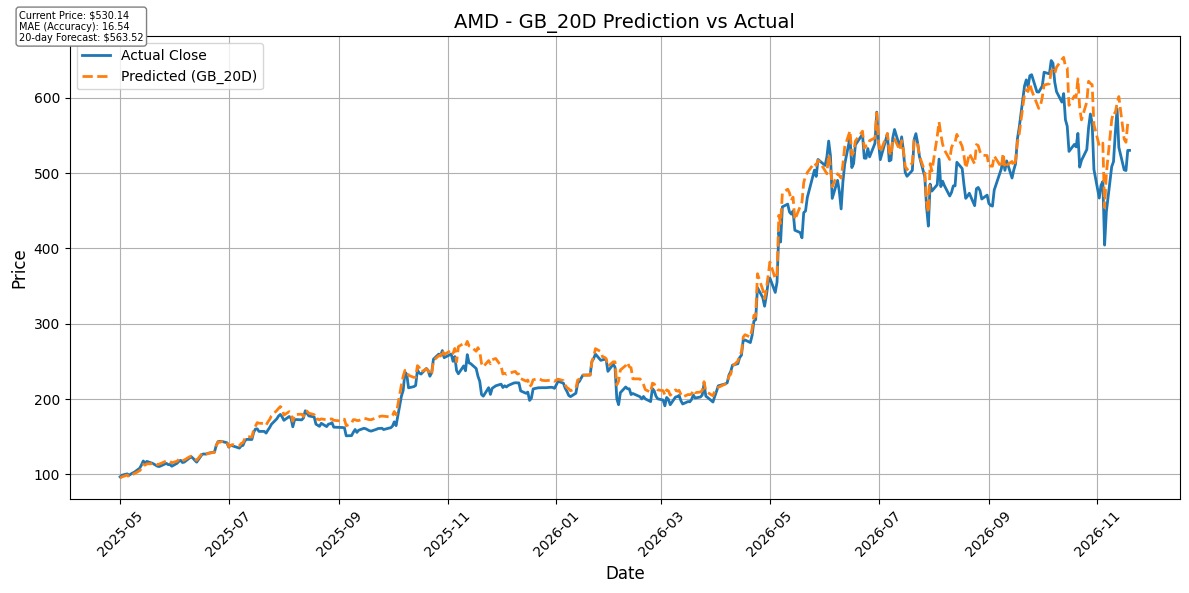 Current Price: $530.14
MAE (Accuracy): 16.54
20-day Forecast: $563.52
AMD - GB_20D Prediction vs Actual
Actual Close
Predicted (GB_20D)
Price
600
500
400
300
200
100
2025-05
2025-07
2025-09
2025-11
2026-01
2026-03
2026-05
2026-07
2026-09
2026-11
Date